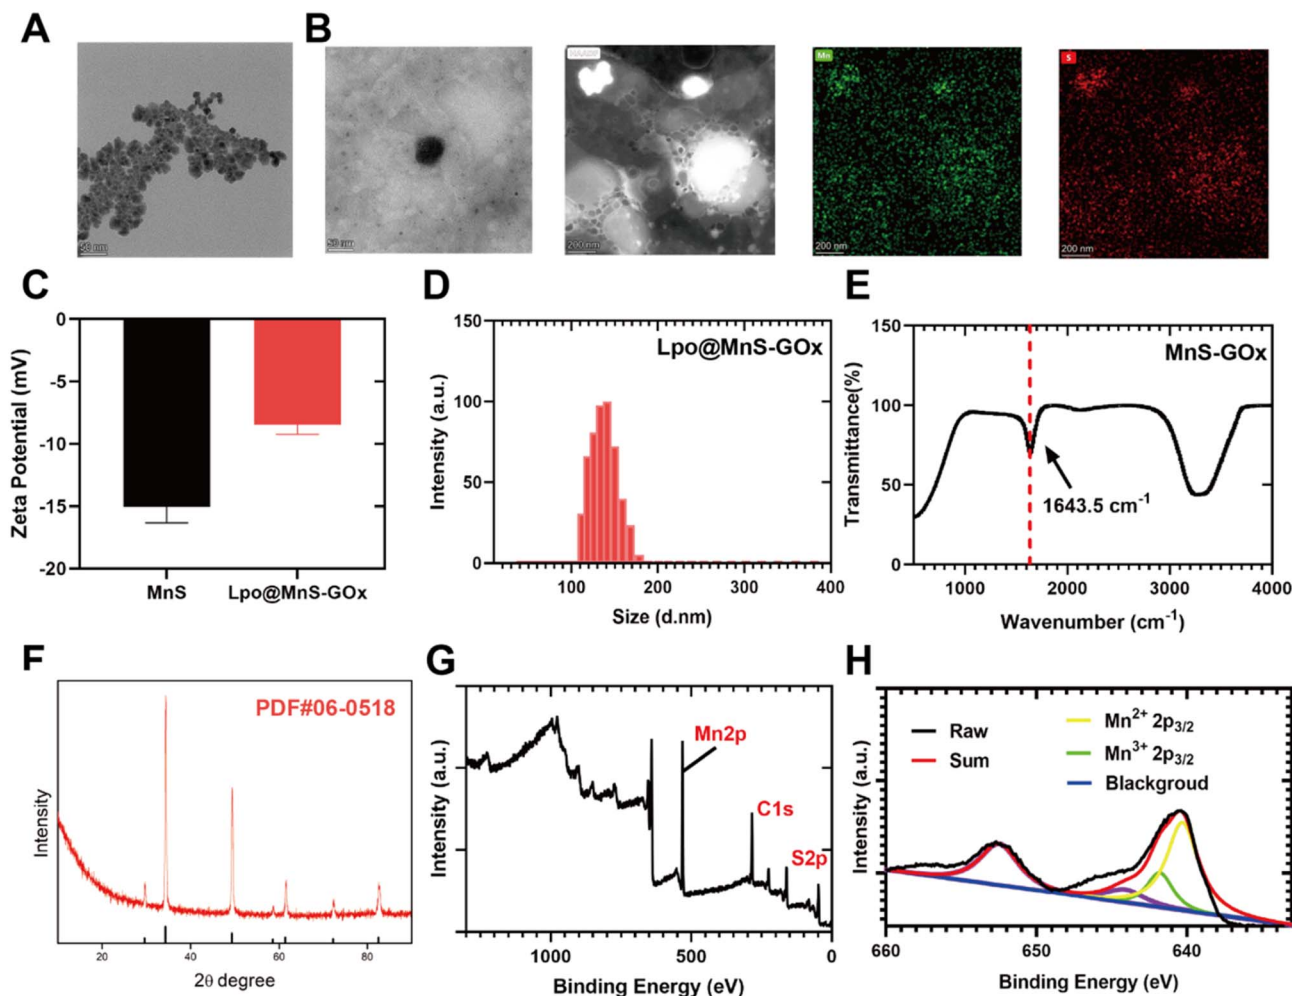 A
B
50 nm
50 nm
HAADF
200 nm
Mn
200 nm
S
200 nm
C
Zeta Potential (mV)
0
-5
-10
-15
-20
MnS
Lpo@MnS-GOx
D
Intensity (a.u.)
150
100
50
0
Lpo@MnS-GOx
100
200
300
400
Size (d.nm)
E
Transmittance(%)
150
100
50
0
MnS-GOx
1643.5 cm⁻¹
1000
2000
3000
4000
Wavenumber (cm⁻¹)
F
Intensity
PDF#06-0518
20
40
60
80
2θ degree
G
Intensity (a.u.)
Mn2p
C1s
S2p
1000
500
0
Binding Energy (eV)
H
Intensity (a.u.)
Raw
Sum
Mn²⁺ 2p₃/₂
Mn³⁺ 2p₃/₂
Blackgroud
660
650
640
Binding Energy (eV)